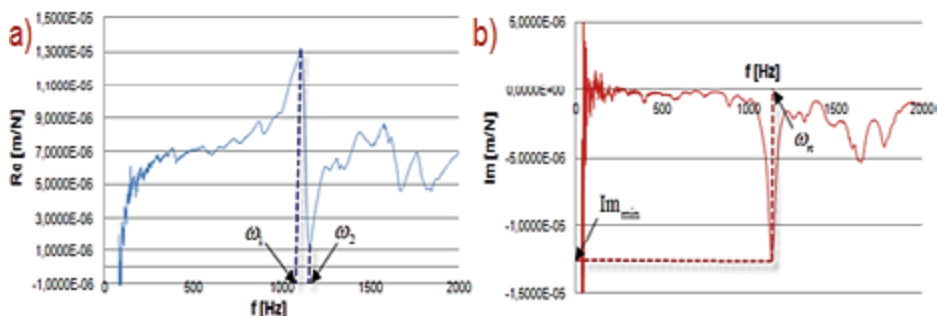 a)
1,5000E-05
1,3000E-05
1,1000E-05
9,0000E-06
7,0000E-06
5,0000E-06
3,0000E-06
1,0000E-06
-1,0000E-06
Re [m/N]
ω₁
ω₂
0 500 1000 1500 2000
f [Hz]
b)
5,0000E-06
0,0000E+00
-5,0000E-06
-1,0000E-05
-1,5000E-05
Im [m/N]
f [Hz]
0 500 1000 1500 2000
ωₙ
Im_min